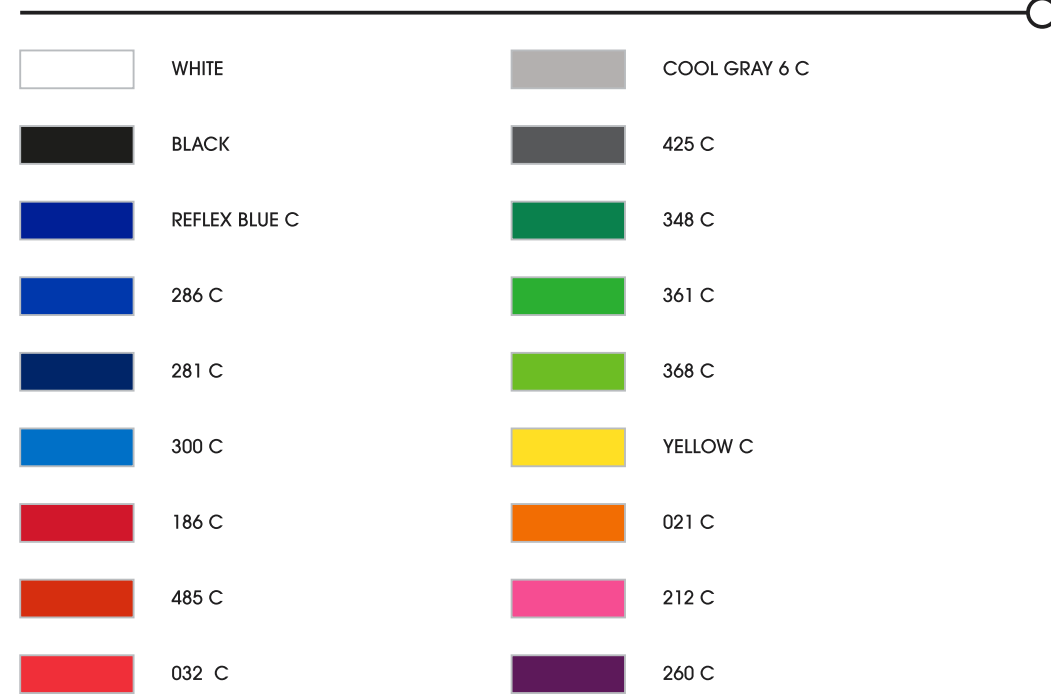 WHITE
BLACK
REFLEX BLUE C
286 C
281 C
300 C
186 C
485 C
032 C
COOL GRAY 6 C
425 C
348 C
361 C
368 C
YELLOW C
021 C
212 C
260 C